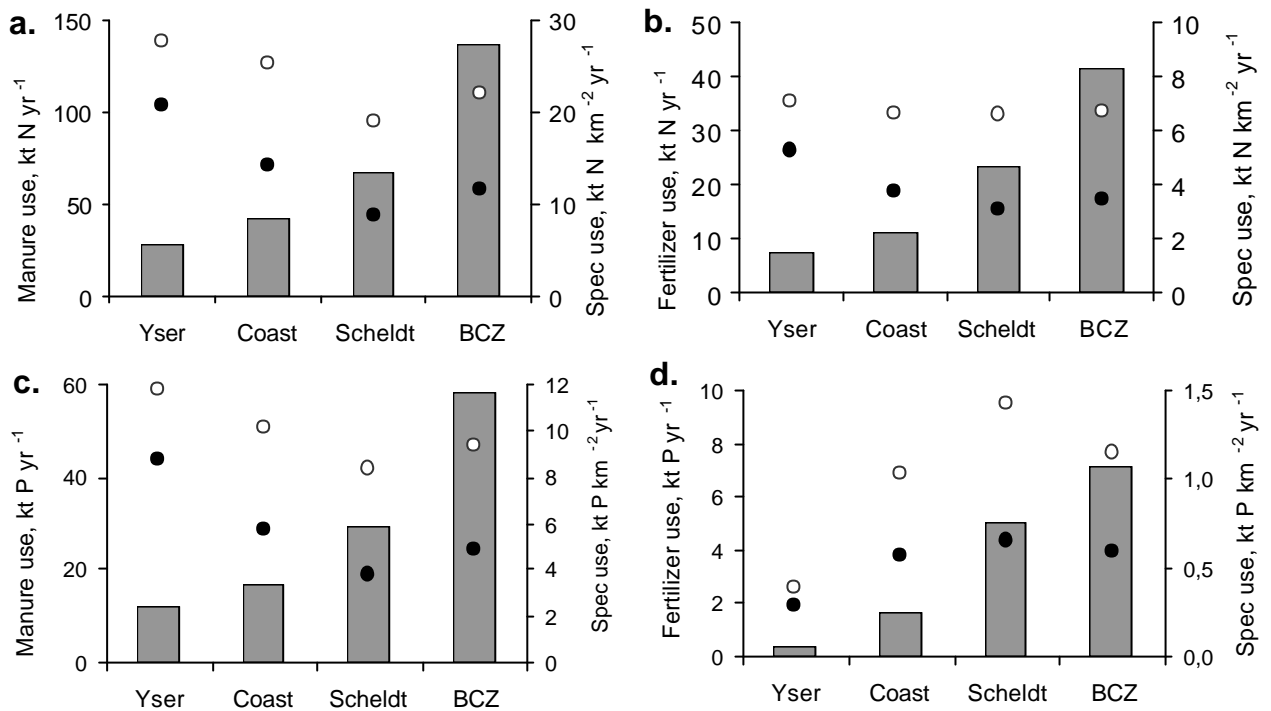 a.
Manure use, kt N yr -1
150
100
50
0
30
20
10
0
Spec use, kt N km -2 yr -1
Yser Coast Scheldt BCZ
b.
Fertilizer use, kt N yr -1
50
40
30
20
10
0
10
8
6
4
2
0
Spec use, kt N km -2 yr -1
Yser Coast Scheldt BCZ
c.
Manure use, kt P yr -1
60
40
20
0
12
10
8
6
4
2
0
Spec use, kt P km -2 yr -1
Yser Coast Scheldt BCZ
d.
Fertilizer use, kt P yr -1
10
8
6
4
2
0
1,5
1,0
0,5
0,0
Spec use, kt P km -2 yr -1
Yser Coast Scheldt BCZ